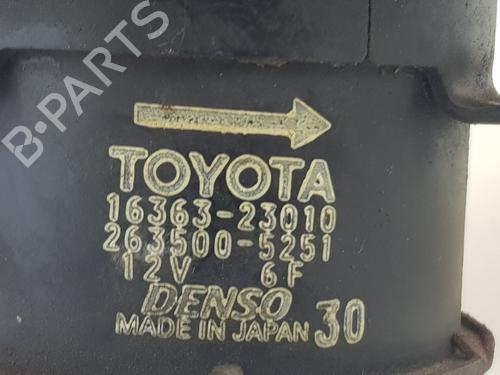 B-PARTS
TOYOTA
16363-23010
263500-5251
12V 6F
DENSO
MADE IN JAPAN 30